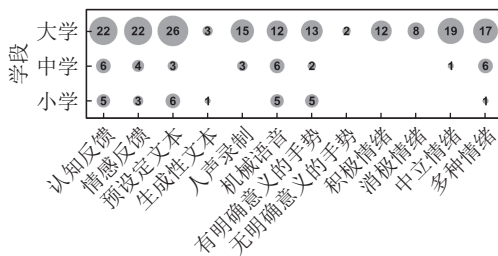 学段
大学 22 22 26 3 15 12 13 2 12 8 19 17
中学 6 4 3 3 6 2 1 6
小学 5 3 6 1 5 5 1
认知反馈
情感反馈
预设定文本
生成性文本
人声录制
机械语音
有明确意义的手势
无明确意义的手势
积极情绪
消极情绪
中立情绪
多种情绪